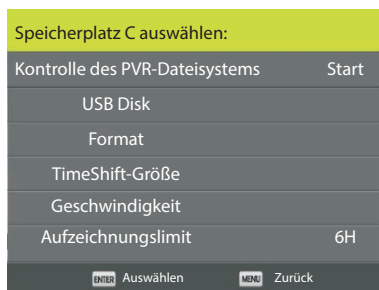 Speicherplatz C auswählen:
Kontrolle des PVR-Dateisystems Start
USB Disk
Format
TimeShift-Größe
Geschwindigkeit
Aufzeichnungslimit 6H
ENTER Auswählen MENU Zurück